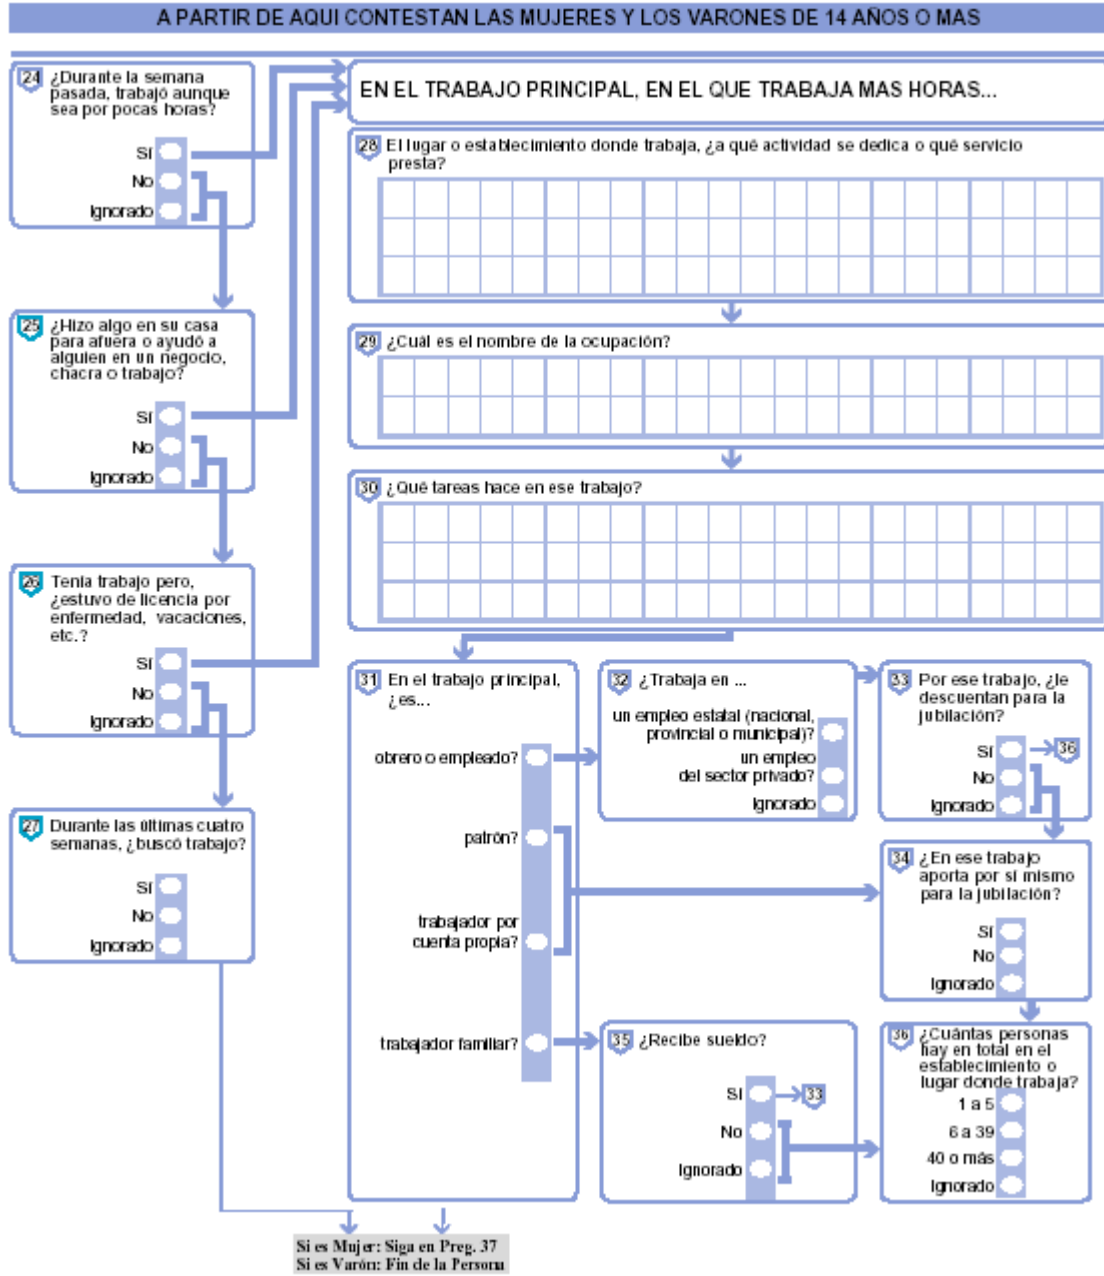 A PARTIR DE AQUI CONTESTAN LAS MUJERES Y LOS VARONES DE 14 AÑOS O MAS
24 ¿Durante la semana
pasada, trabajó aunque
sea por pocas horas?
Sí
No
Ignorado
25 ¿Hizo algo en su casa
para afuera o ayudó a
alguien en un negocio,
chacra o trabajo?
Sí
No
Ignorado
26 Tenía trabajo pero,
¿estuvo de licencia por
enfermedad, vacaciones,
etc.?
Sí
No
Ignorado
27 Durante las últimas cuatro
semanas, ¿buscó trabajo?
Sí
No
Ignorado
EN EL TRABAJO PRINCIPAL, EN EL QUE TRABAJA MAS HORAS...
28 El lugar o establecimiento donde trabaja, ¿a qué actividad se dedica o qué servicio
presta?
29 ¿Cuál es el nombre de la ocupación?
30 ¿Qué tareas hace en ese trabajo?
31 En el trabajo principal,
¿es...
obrero o empleado?
patrón?
trabajador por
cuenta propia?
trabajador familiar?
32 ¿Trabaja en ...
un empleo estatal (nacional,
provincial o municipal)?
un empleo
del sector privado?
Ignorado
33 Por ese trabajo, ¿le
descuentan para la
jubilación?
Sí 36
No
Ignorado
34 ¿En ese trabajo
aporta por sí mismo
para la jubilación?
Sí
No
Ignorado
35 ¿Recibe sueldo?
Sí 33
No
Ignorado
36 ¿Cuántas personas
hay en total en el
establecimiento o
lugar donde trabaja?
1 a 5
6 a 39
40 o más
Ignorado
Si es Mujer: Siga en Preg. 37
Si es Varón: Fin de la Persona